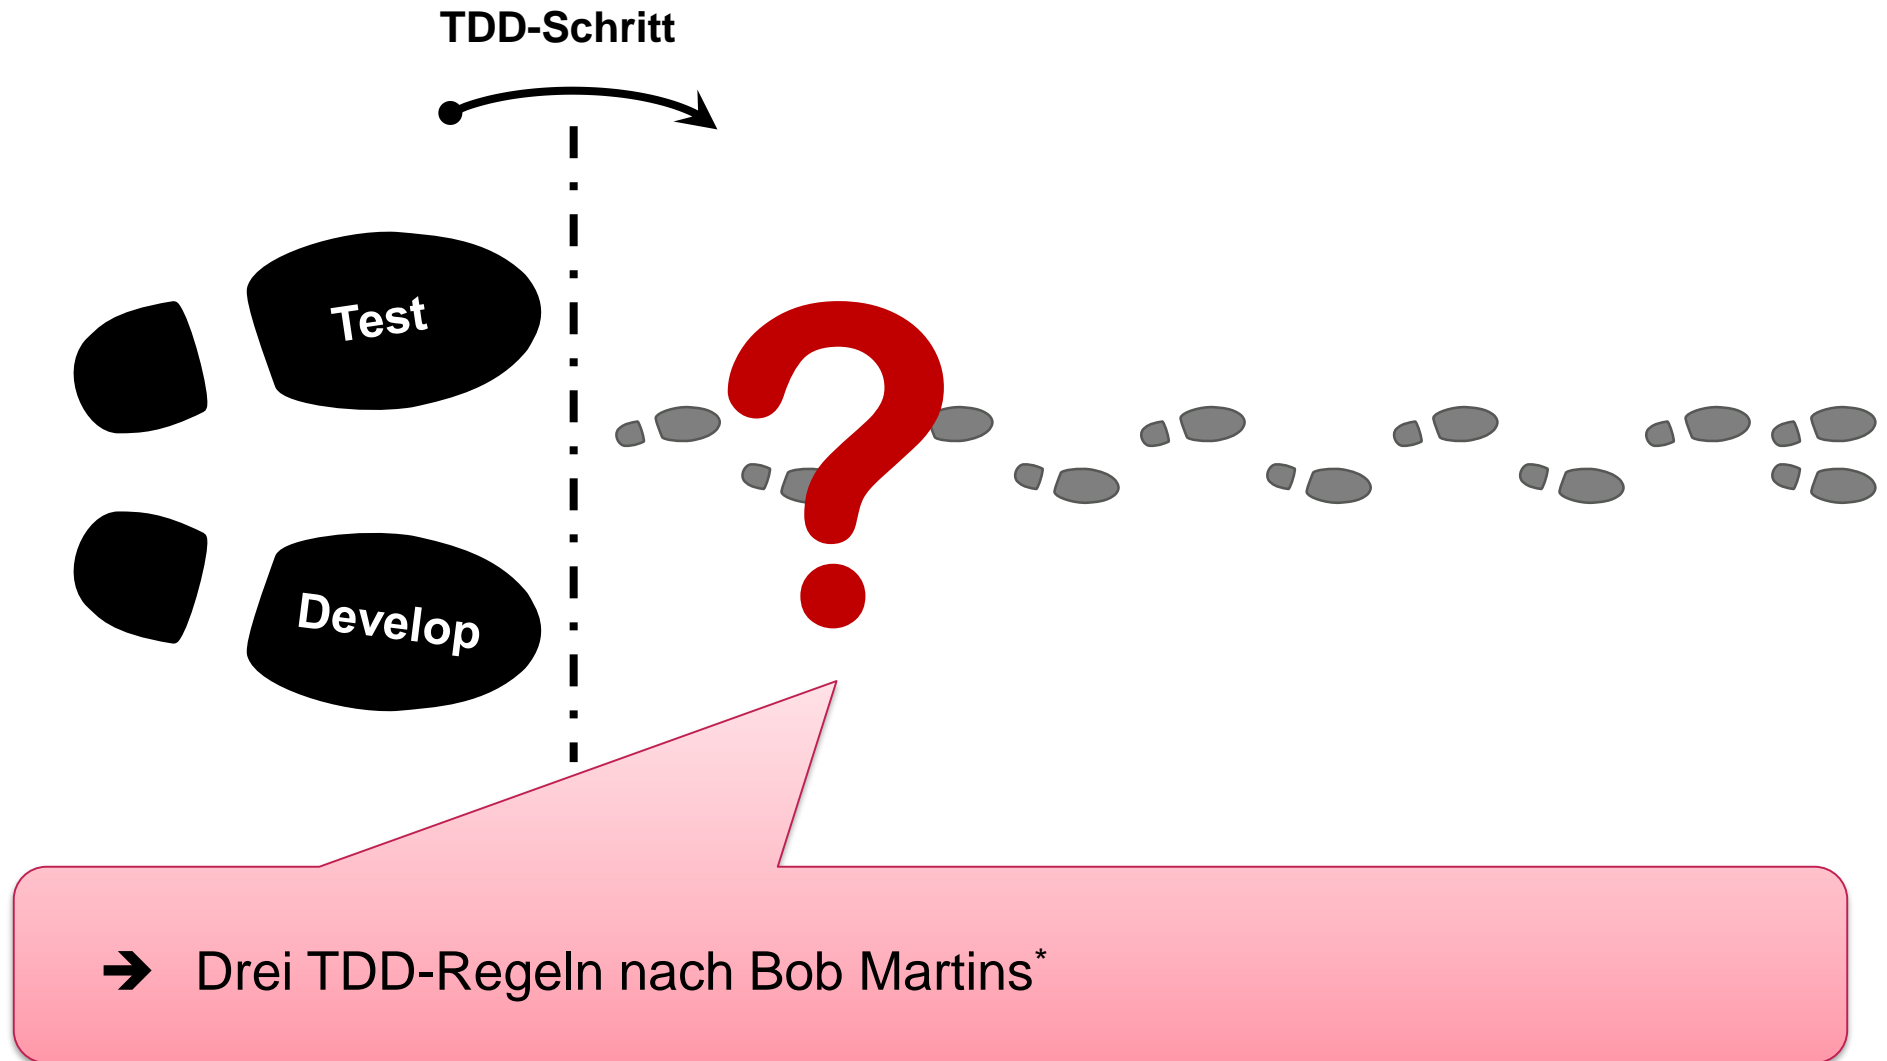 TDD-Schritt
Test
Develop
➔ Drei TDD-Regeln nach Bob Martins*